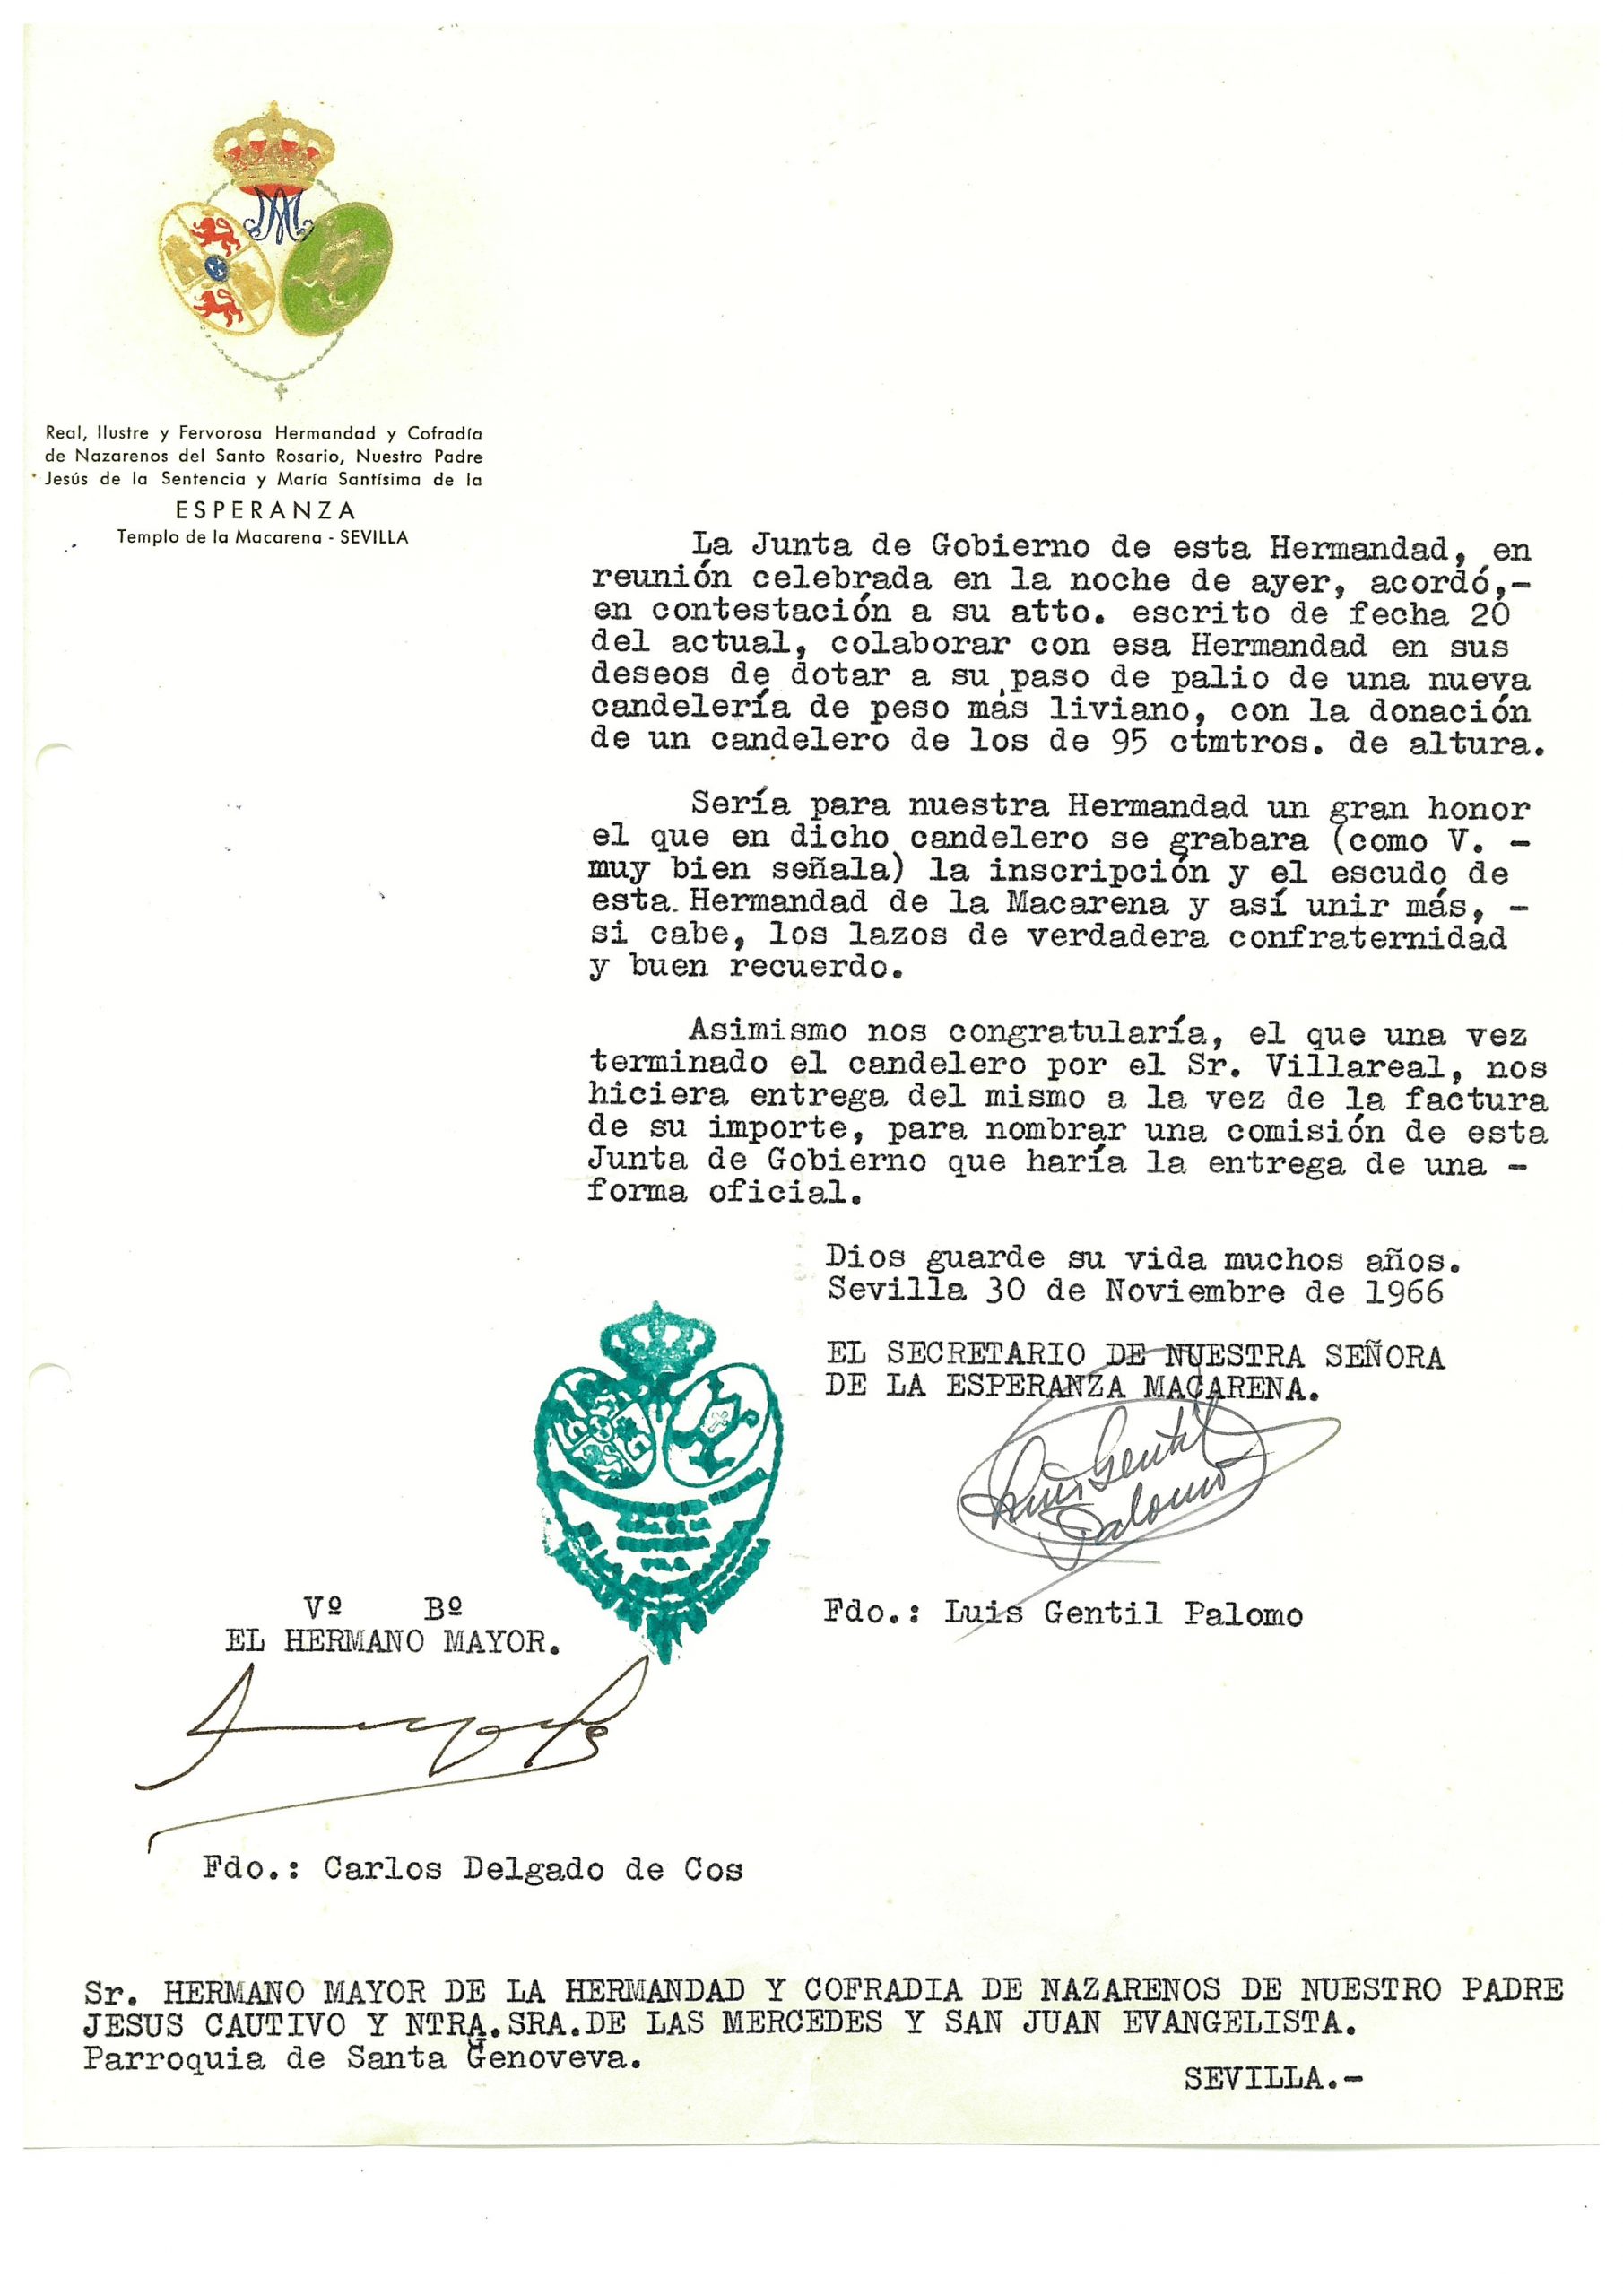 Real, Ilustre y Fervorosa Hermandad y Cofradía
de Nazarenos del Santo Rosario, Nuestro Padre
Jesús de la Sentencia y María Santísima de la
ESPERANZA
Templo de la Macarena - SEVILLA
La Junta de Gobierno de esta Hermandad, en
reunión celebrada en la noche de ayer, acordó,-
en contestación a su atto. escrito de fecha 20
del actual, colaborar con esa Hermandad en sus
deseos de dotar a su paso de palio de una nueva
candelería de peso más liviano, con la donación
de un candelero de los de 95 ctmtros. de altura.
Sería para nuestra Hermandad un gran honor
el que en dicho candelero se grabara (como V. -
muy bien señala) la inscripción y el escudo de
esta Hermandad de la Macarena y así unir más, -
si cabe, los lazos de verdadera confraternidad
y buen recuerdo.
Asimismo nos congratularía, el que una vez
terminado el candelero por el Sr. Villareal, nos
hiciera entrega del mismo a la vez de la factura
de su importe, para nombrar una comisión de esta
Junta de Gobierno que haría la entrega de una -
forma oficial.
Dios guarde su vida muchos años.
Sevilla 30 de Noviembre de 1966
EL SECRETARIO DE NUESTRA SEÑORA
DE LA ESPERANZA MACARENA.
Luis Gentil
Palomo
Fdo.: Luis Gentil Palomo
Vº Bº
EL HERMANO MAYOR.
Fdo.: Carlos Delgado de Cos
Sr. HERMANO MAYOR DE LA HERMANDAD Y COFRADIA DE NAZARENOS DE NUESTRO PADRE
JESUS CAUTIVO Y NTRA.SRA.DE LAS MERCEDES Y SAN JUAN EVANGELISTA.
Parroquia de Santa Genoveva.
SEVILLA.-